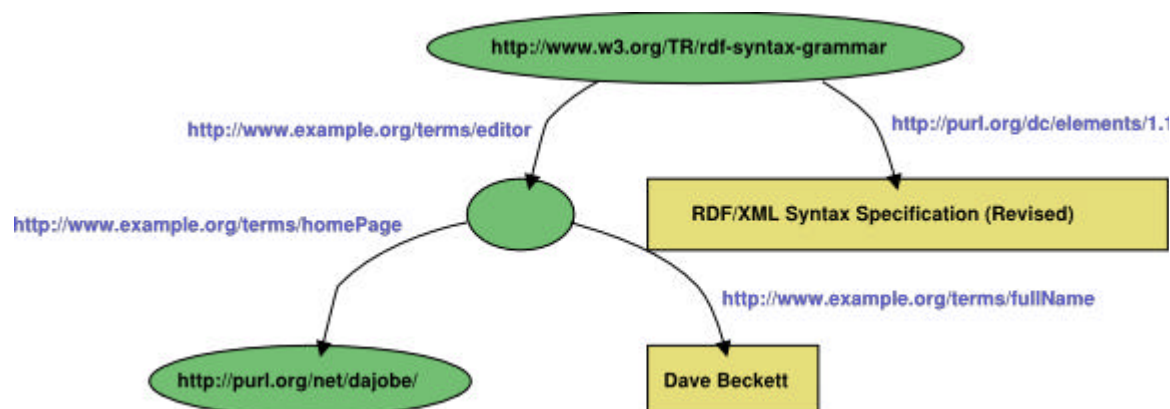 http://www.w3.org/TR/rdf-syntax-grammar
http://www.example.org/terms/editor
http://purl.org/dc/elements/1.1
RDF/XML Syntax Specification (Revised)
http://www.example.org/terms/homePage
http://www.example.org/terms/fullName
http://purl.org/net/dajobe/
Dave Beckett